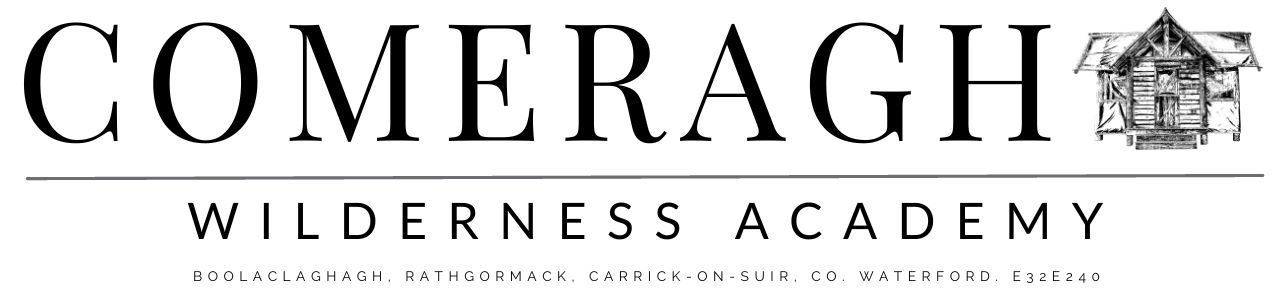 COMERAGH
WILDERNESS ACADEMY
BOOLACLAGHAGH, RATHGORMACK, CARRICK-ON-SUIR, CO. WATERFORD. E32E240